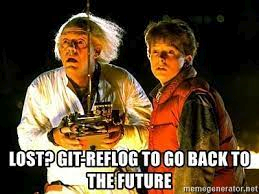 LOST? GIT-REFLOG TO GO BACK TO
THE FUTURE
memegenerator.net